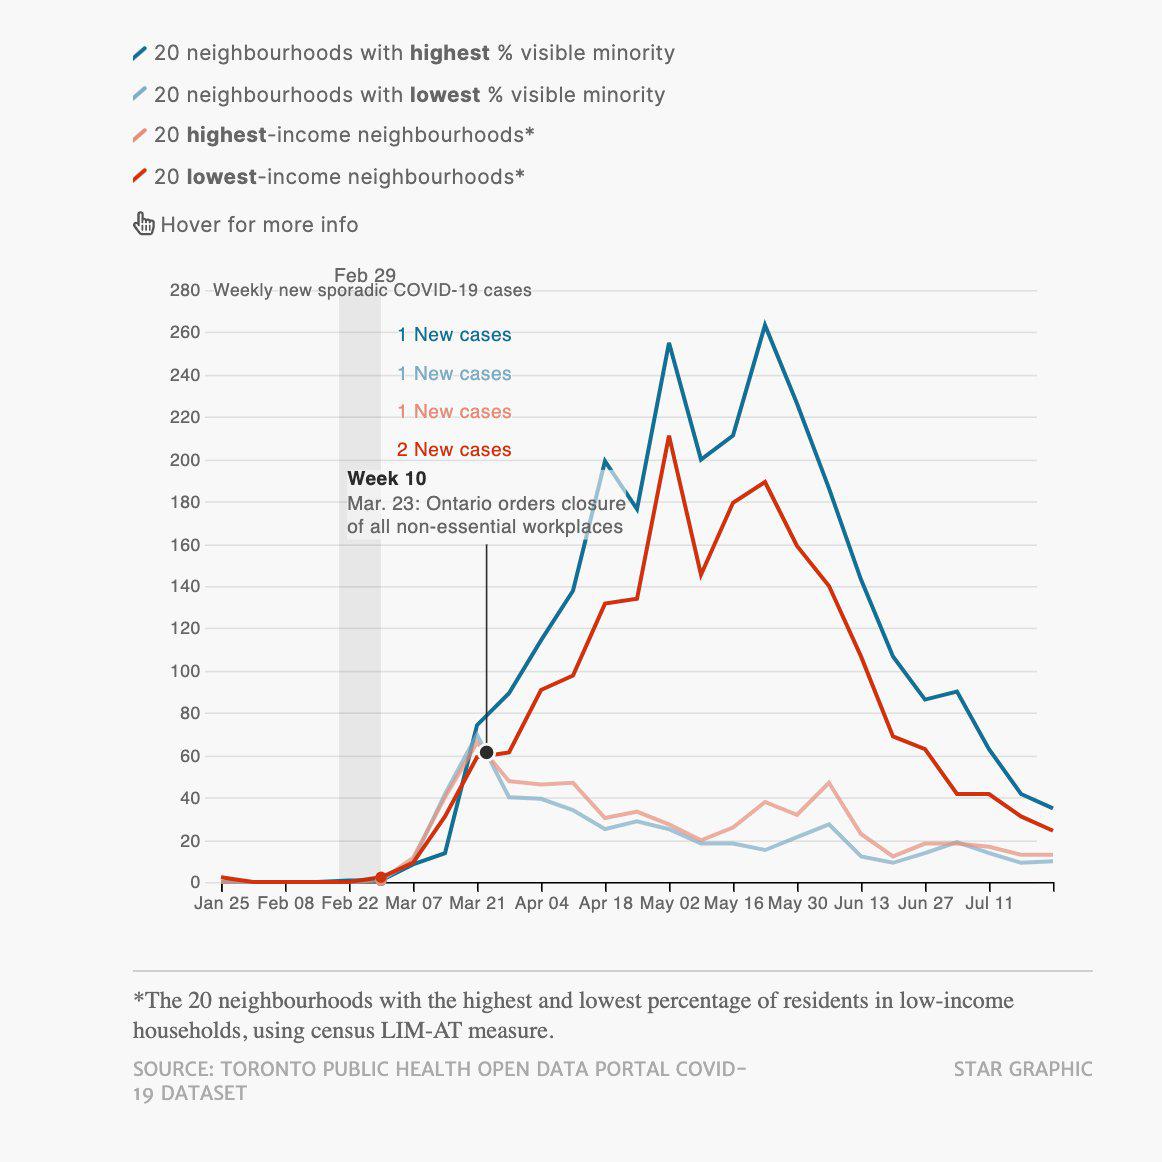 20 neighbourhoods with highest % visible minority
20 neighbourhoods with lowest % visible minority
20 highest-income neighbourhoods*
20 lowest-income neighbourhoods*
Hover for more info
Feb 29
280 Weekly new sporadic COVID-19 cases
260
1 New cases
240
1 New cases
220
1 New cases
200
2 New cases
Week 10
180
Mar. 23: Ontario orders closure
of all non-essential workplaces
160
140
120
100
80
60
40
20
0
Jan 25 Feb 08 Feb 22 Mar 07 Mar 21 Apr 04 Apr 18 May 02 May 16 May 30 Jun 13 Jun 27 Jul 11
*The 20 neighbourhoods with the highest and lowest percentage of residents in low-income
households, using census LIM-AT measure.
SOURCE: TORONTO PUBLIC HEALTH OPEN DATA PORTAL COVID-
19 DATASET
STAR GRAPHIC